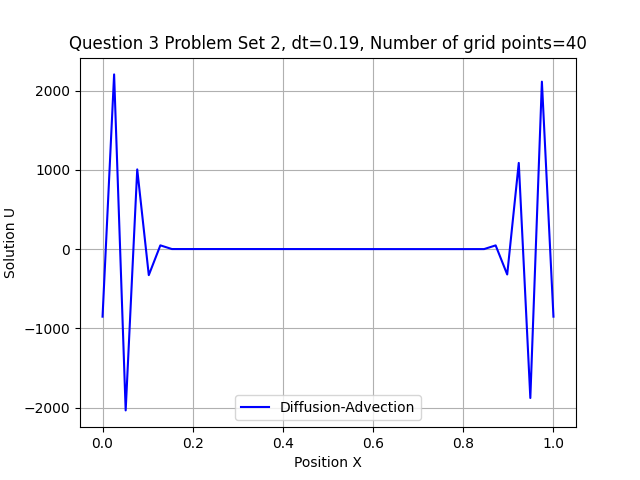 Question 3 Problem Set 2, dt=0.19, Number of grid points=40
Solution U
2000
1000
0
−1000
−2000
Diffusion-Advection
0.0 0.2 0.4 0.6 0.8 1.0
Position X